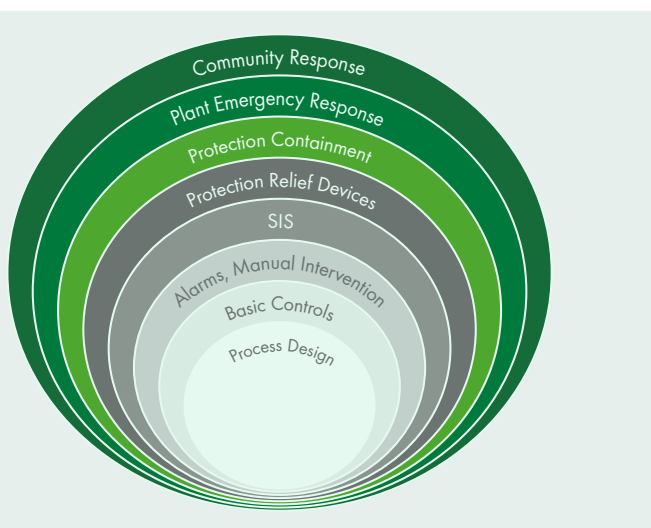 Community Response
Plant Emergency Response
Protection Containment
Protection Relief Devices
SIS
Alarms, Manual Intervention
Basic Controls
Process Design